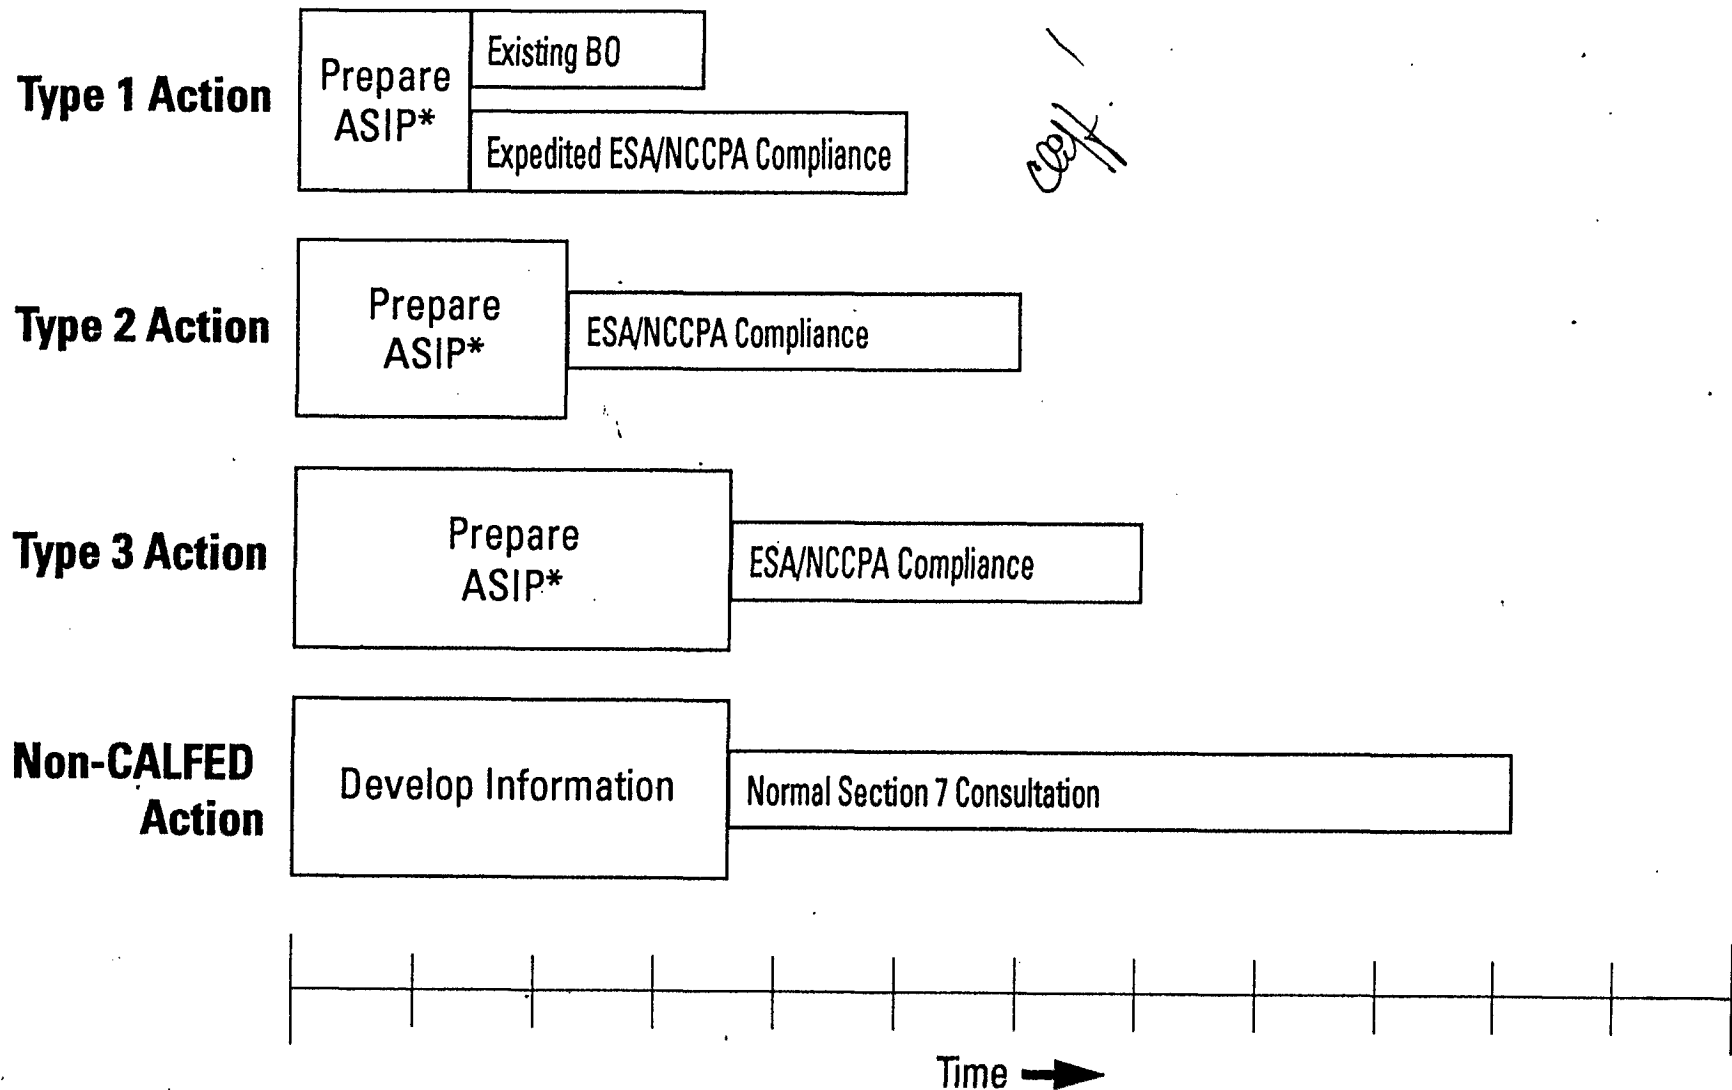 Type 1 Action
Prepare
ASIP*
Existing BO
Expedited ESA/NCCPA Compliance
Type 2 Action
Prepare
ASIP*
ESA/NCCPA Compliance
Type 3 Action
Prepare
ASIP*
ESA/NCCPA Compliance
Non-CALFED
Action
Develop Information
Normal Section 7 Consultation
Time